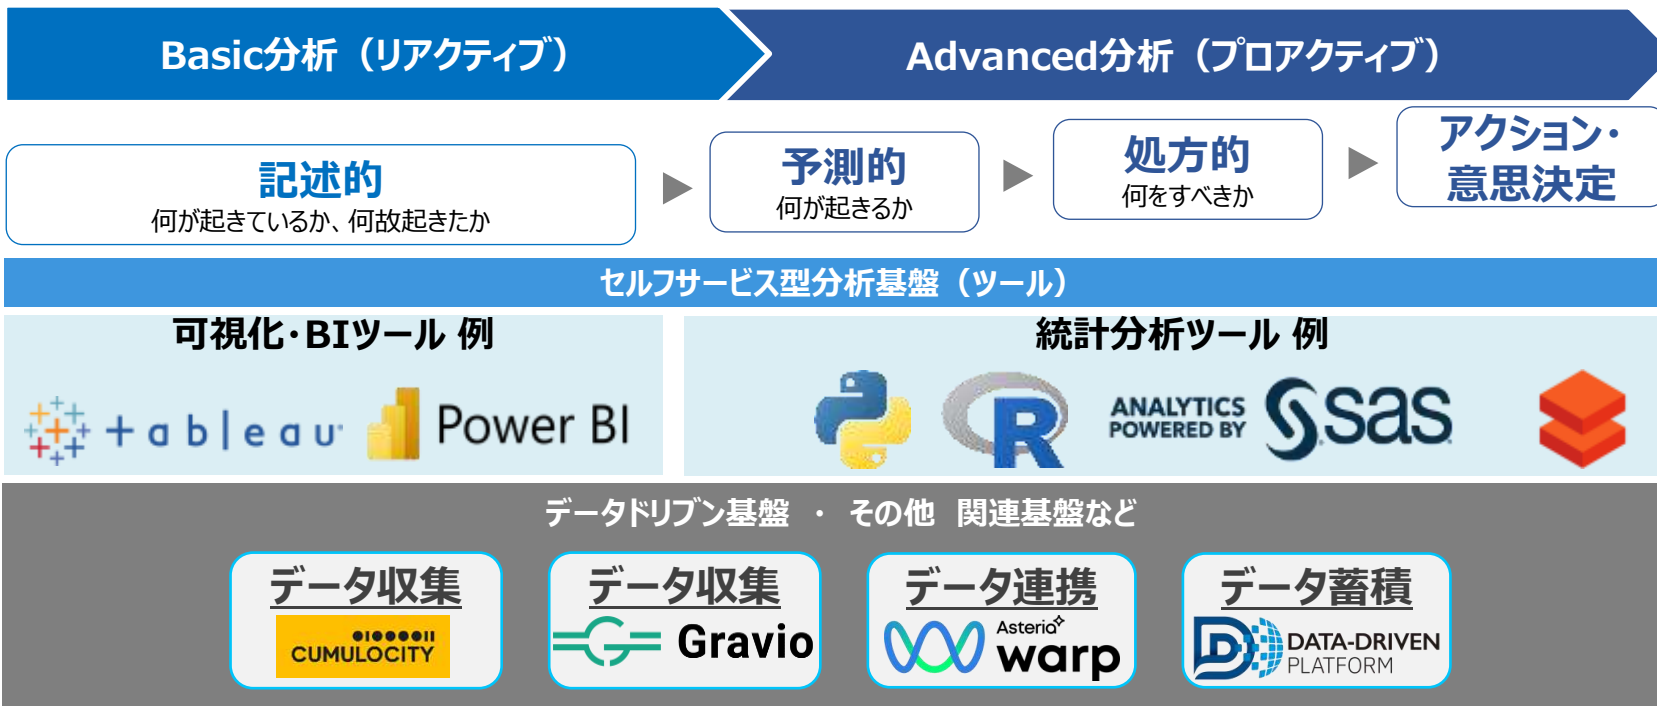 Basic分析（リアクティブ）
Advanced分析（プロアクティブ）
記述的
何が起きているか、何故起きたか
予測的
何が起きるか
処方的
何をすべきか
アクション・
意思決定
セルフサービス型分析基盤（ツール）
可視化・BIツール 例
統計分析ツール 例
+ableau
Power BI
R
ANALYTICS
POWERED BY
sas
データドリブン基盤 ・ その他 関連基盤など
データ収集
CUMULOCITY
データ収集
Gravio
データ連携
Asteria
warp
データ蓄積
DATA-DRIVEN
PLATFORM